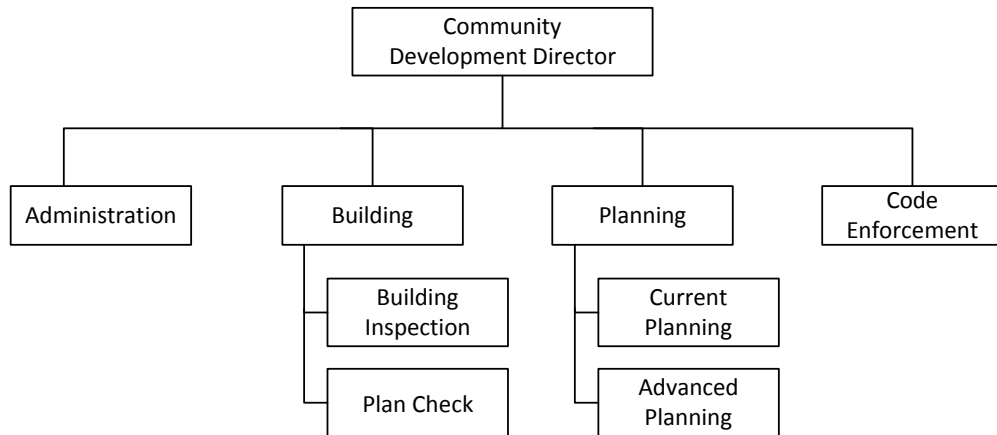 Community
Development Director
Administration
Building
Planning
Code
Enforcement
Building
Inspection
Current
Planning
Plan Check
Advanced
Planning